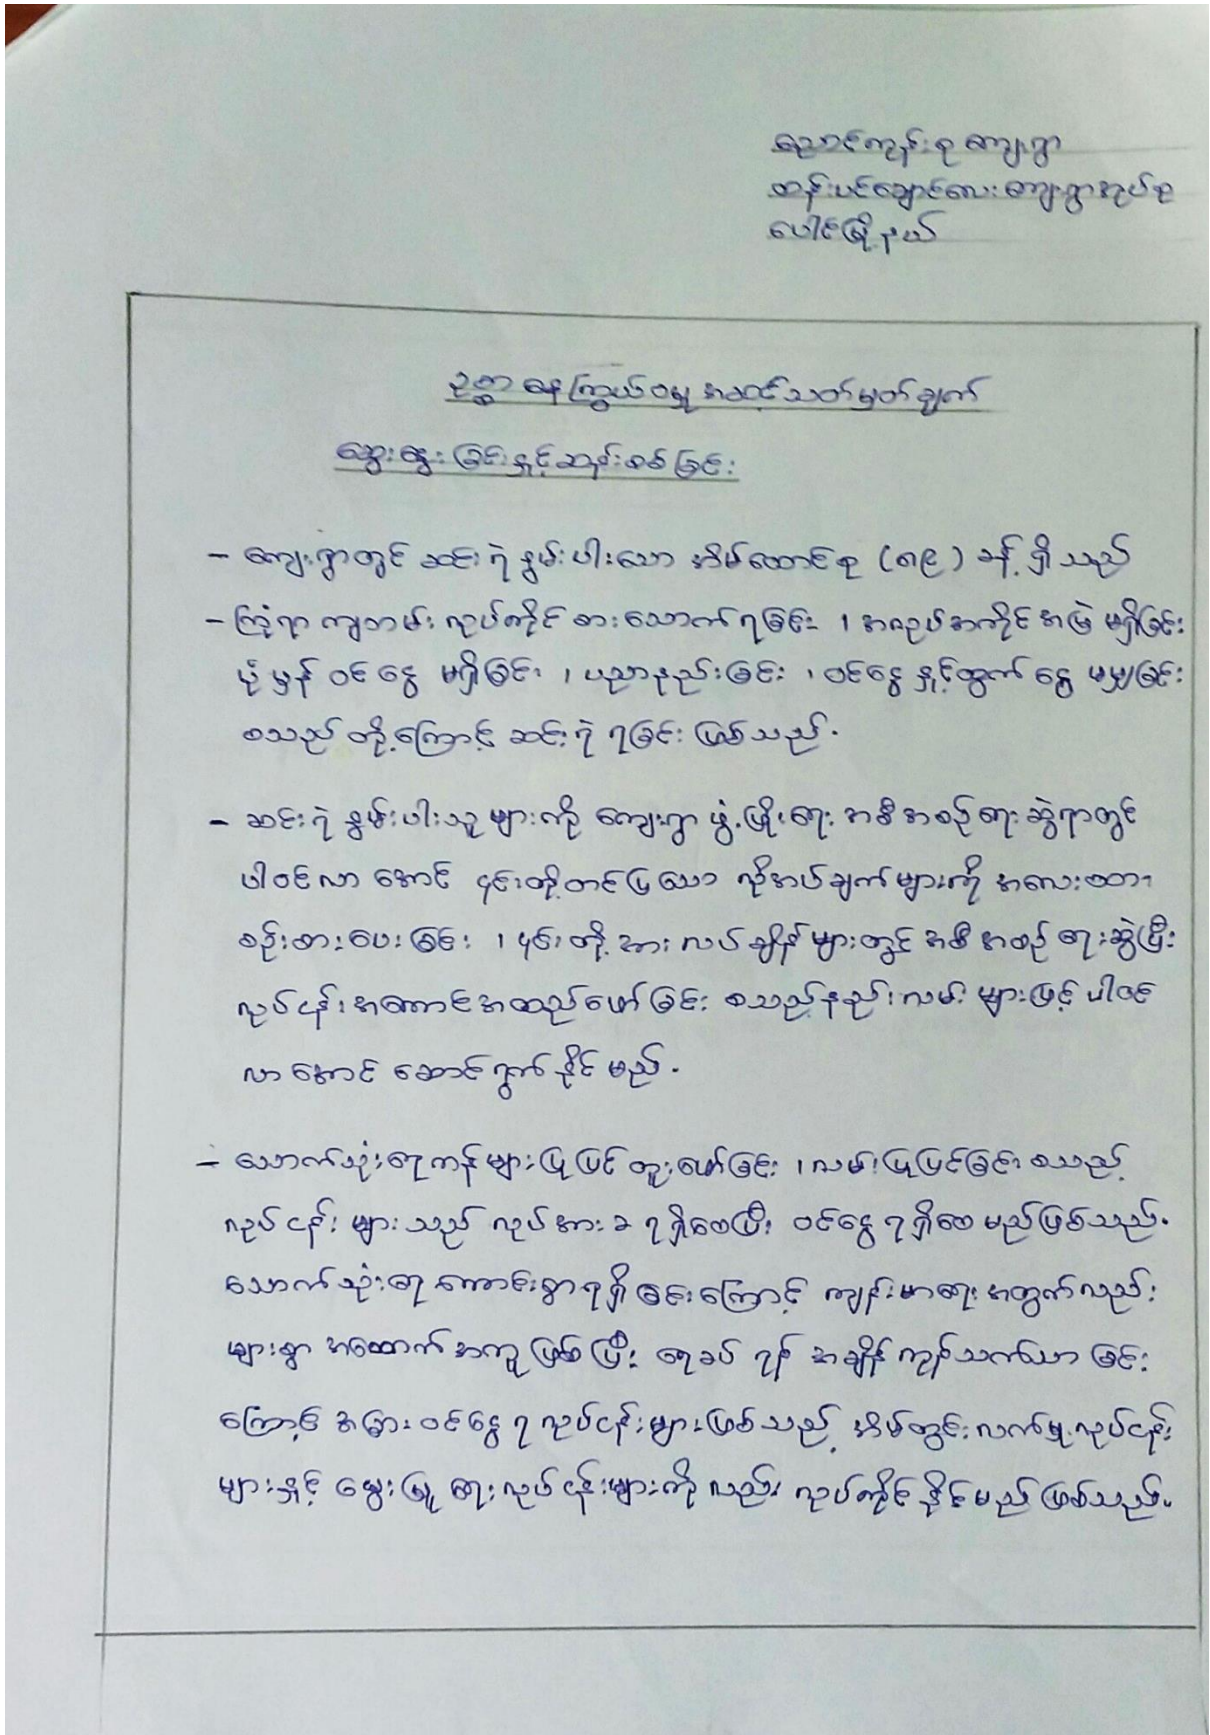 ညောင်ကုန်းစု ကျေးရွာ
ထန်းပင်ချောင်လေး ကျေးရွာအုပ်စု
ပေါင်မြို့နယ်
ဥစ္စာ နေ ကြွယ်ဝမှု အဆင့်သတ်မှတ်ချက်
ဆွေးနွေးခြင်းနှင့်ဆန်းစစ်ခြင်း
– ကျေးရွာတွင် ဆင်းရဲနွမ်းပါးသော အိမ်ထောင်စု (၈၉) ခန့် ရှိသည်
– ကြုံရာ ကျဘမ်း လုပ်ကိုင် စားသောက်ရခြင်း ၊ အလုပ်အကိုင် အမြဲ မရှိခြင်း
ပုံမှန် ဝင်ငွေ မရှိခြင်း ၊ ပညာနည်းခြင်း ၊ ဝင်ငွေ နှင့်ထွက်ငွေ မမျှခြင်း
စသည် တို့ကြောင့် ဆင်းရဲ ရခြင်း ဖြစ်သည်.
– ဆင်းရဲ နွမ်းပါးသူများကို ကျေးရွာ ဖွံ့ဖြိုးရေး အစီအစဉ် ရေးဆွဲရာတွင်
ပါဝင်လာအောင် ၄င်းတို့တင်ပြသော လိုအပ်ချက်များကို အလေးထား
စဉ်းစားပေးခြင်း ၊ ၄င်းတို့ အားလပ်ချိန်များတွင် အစီအစဉ် ရေးဆွဲပြီး
လုပ်ငန်း အကောင်အထည်ဖော်ခြင်း စသည့်နည်းလမ်းများဖြင့် ပါဝင်
လာအောင် ဆောင်ရွက်နိုင်မည်.
– သောက်သုံးရေကန်များပြုပြင်တူးဖော်ခြင်း ၊ လမ်းပြုပြင်ခြင်း စသည့်
လုပ်ငန်းများသည် လုပ်အားခ ရရှိစေပြီး ဝင်ငွေရရှိစေမည်ဖြစ်သည်.
သောက်သုံးရေ ကောင်းစွာရရှိခြင်းကြောင့် ကျန်းမာရေး အတွက်လည်း
များစွာ အထောက်အကူဖြစ်ပြီး ရေခပ်ရန် အချိန်ကုန်သက်သာခြင်း
ကြောင့် အခြား ဝင်ငွေရ လုပ်ငန်းများဖြစ်သည့် အိမ်တွင်းလက်မှုလုပ်ငန်း
များနှင့် မွေးမြူရေးလုပ်ငန်းများကိုလည်း လုပ်ကိုင်နိုင်မည်ဖြစ်သည်။